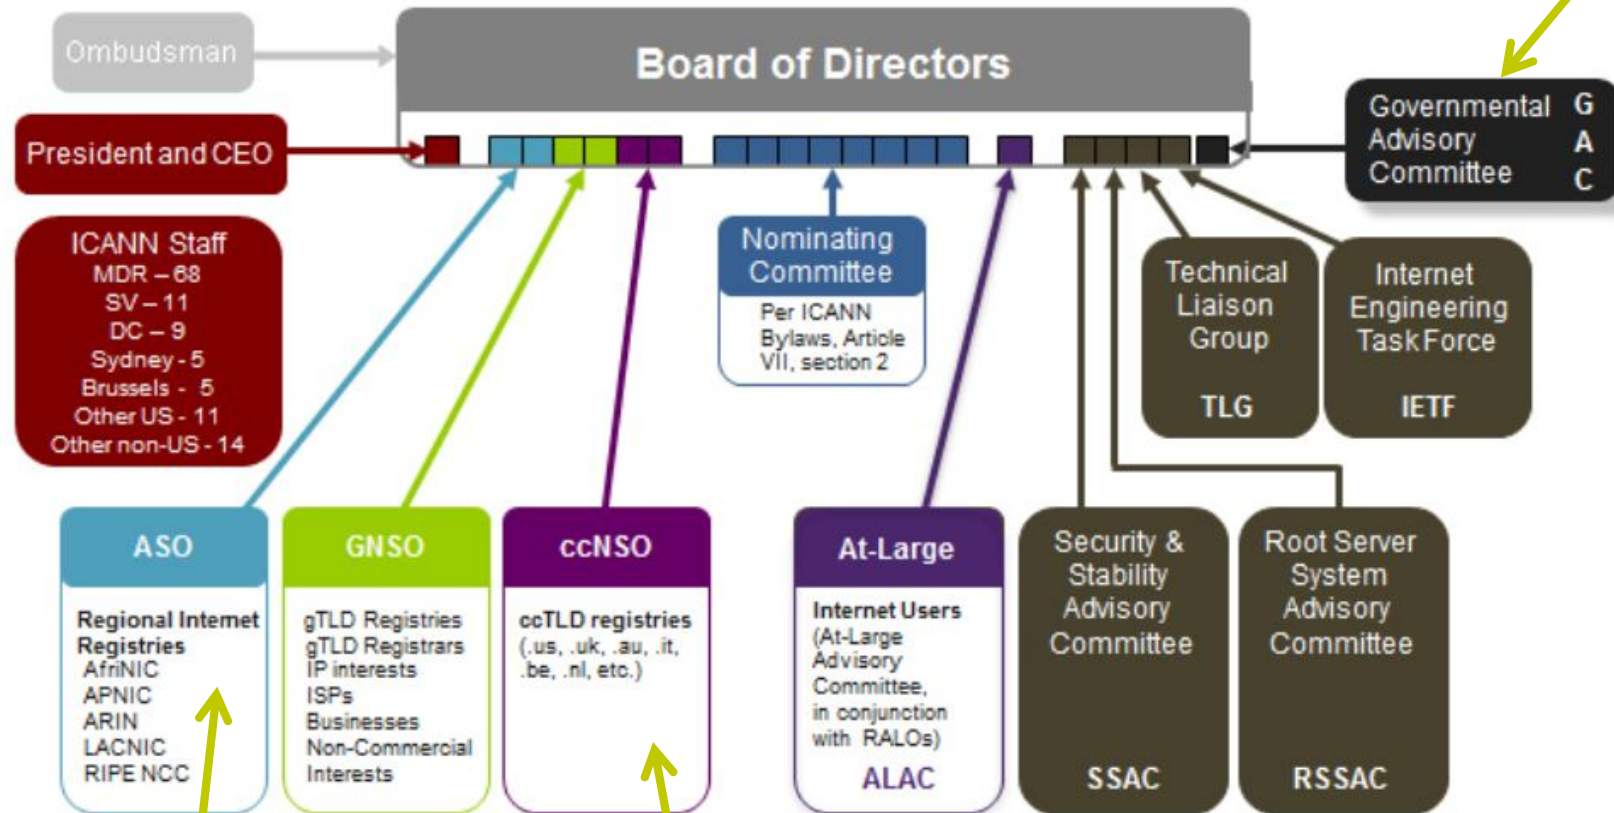 Ombudsman
Board of Directors
President and CEO
Governmental G
Advisory A
Committee C
ICANN Staff
MDR – 68
SV – 11
DC – 9
Sydney - 5
Brussels - 5
Other US - 11
Other non-US - 14
Nominating
Committee
Per ICANN
Bylaws, Article
VII, section 2
Technical
Liaison
Group
TLG
Internet
Engineering
Task Force
IETF
ASO
Regional Internet
Registries
AfriNIC
APNIC
ARIN
LACNIC
RIPE NCC
GNSO
gTLD Registries
gTLD Registrars
IP interests
ISPs
Businesses
Non-Commercial
Interests
ccNSO
ccTLD registries
(.us, .uk, .au, .it,
.be, .nl, etc.)
At-Large
Internet Users
(At-Large
Advisory
Committee,
in conjunction
with RALOs)
ALAC
Security &
Stability
Advisory
Committee
SSAC
Root Server
System
Advisory
Committee
RSSAC